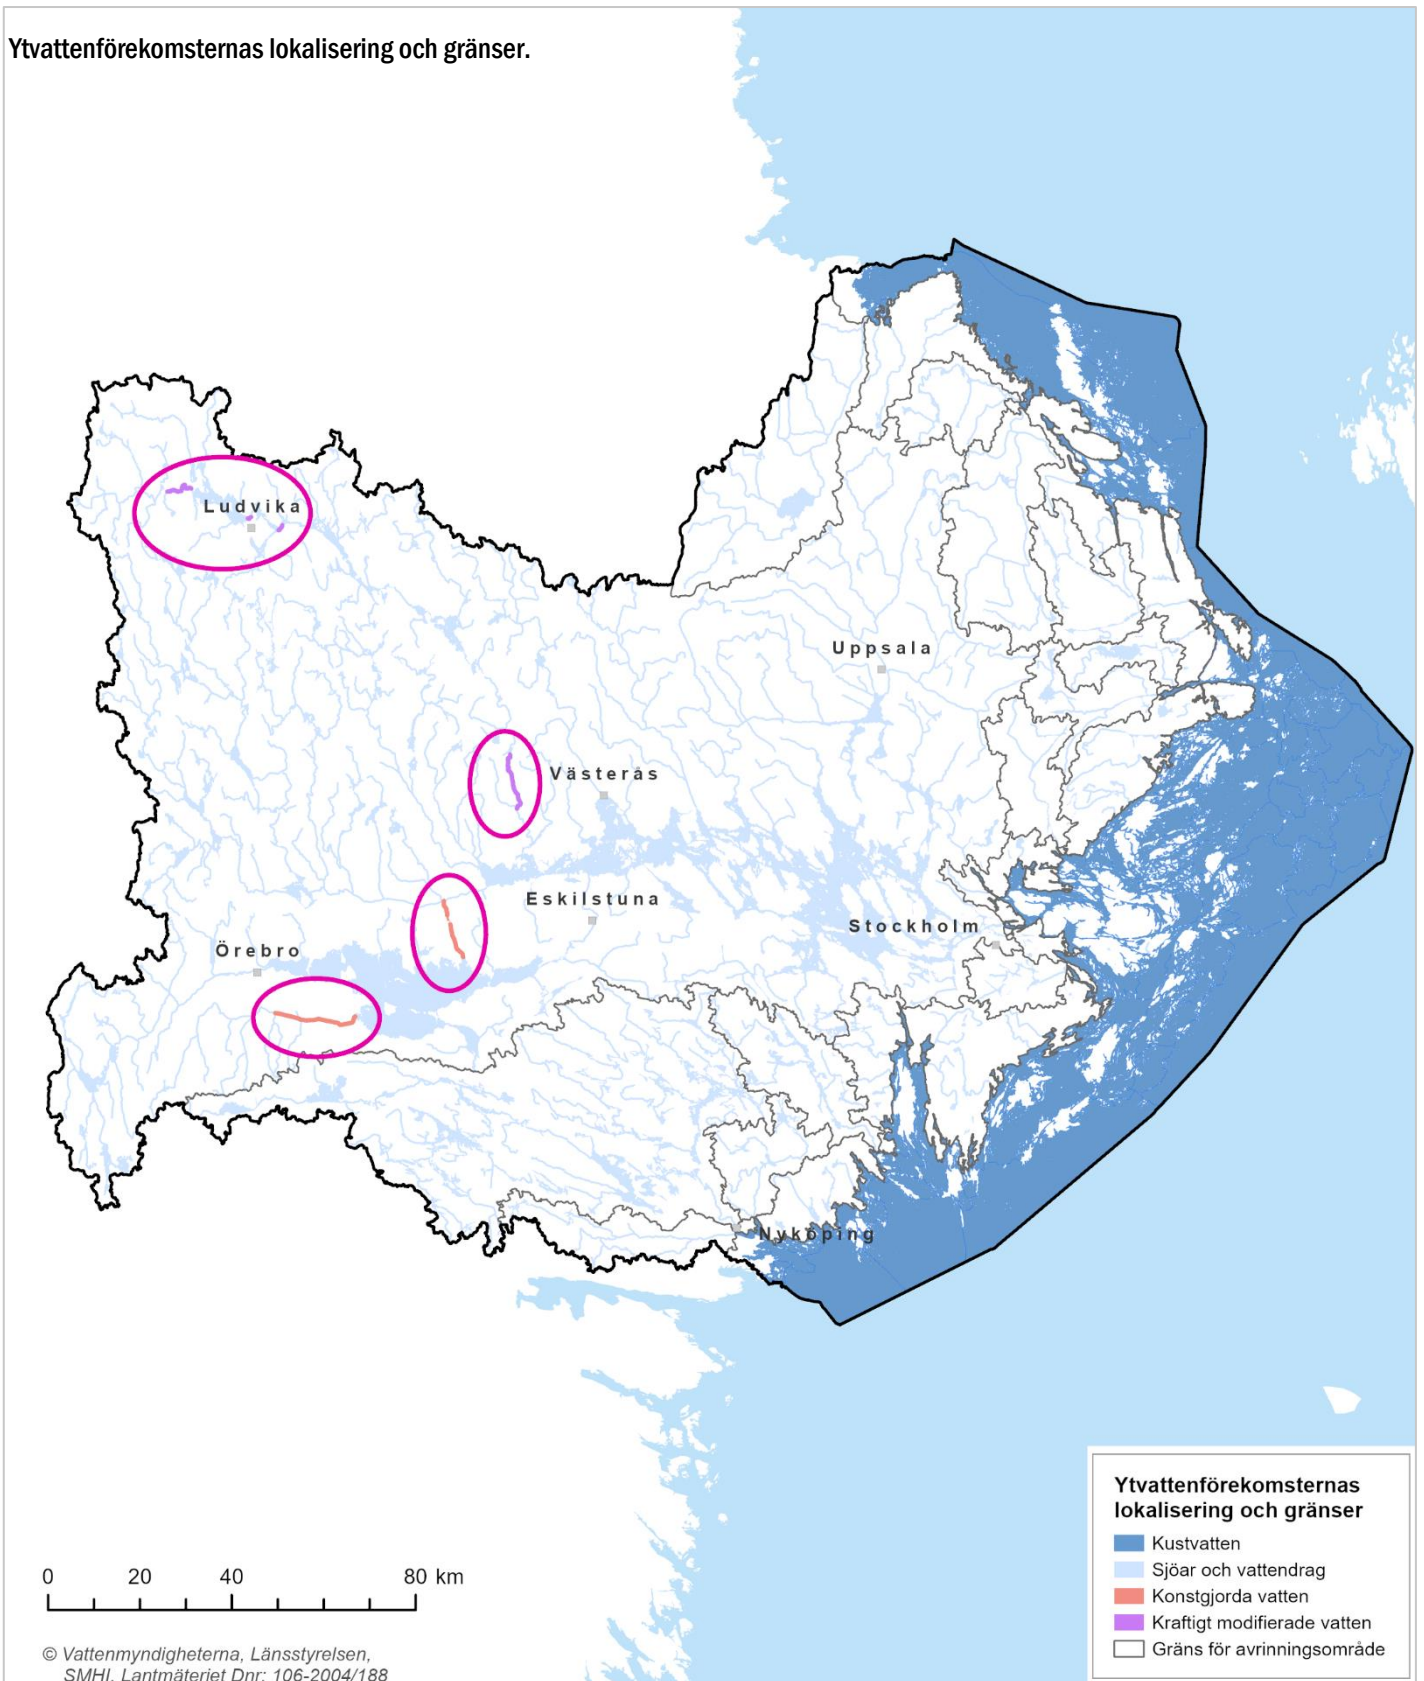 Ytvattenförekomsternas lokalisering och gränser.
Ludvika
Uppsala
Västerås
Eskilstuna
Stockholm
Örebro
Nyköping
0 20 40 80 km
© Vattenmyndigheterna, Länsstyrelsen,
SMHI, Lantmäteriet Dnr: 106-2004/188
Ytvattenförekomsternas
lokalisering och gränser
Kustvatten
Sjöar och vattendrag
Konstgjorda vatten
Kraftigt modifierade vatten
Gräns för avrinningsområde